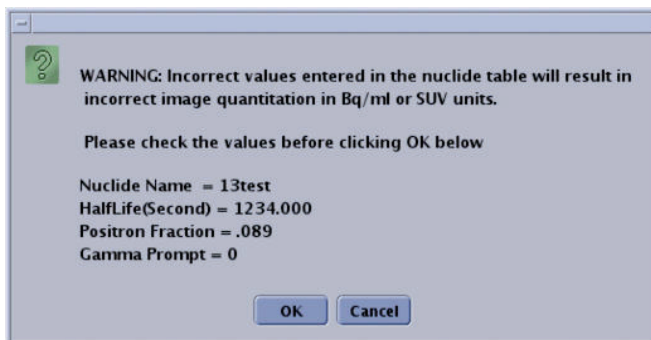 WARNING: Incorrect values entered in the nuclide table will result in
incorrect image quantitation in Bq/ml or SUV units.
Please check the values before clicking OK below
Nuclide Name = 13test
HalfLife(Second) = 1234.000
Positron Fraction = .089
Gamma Prompt = 0
OK Cancel